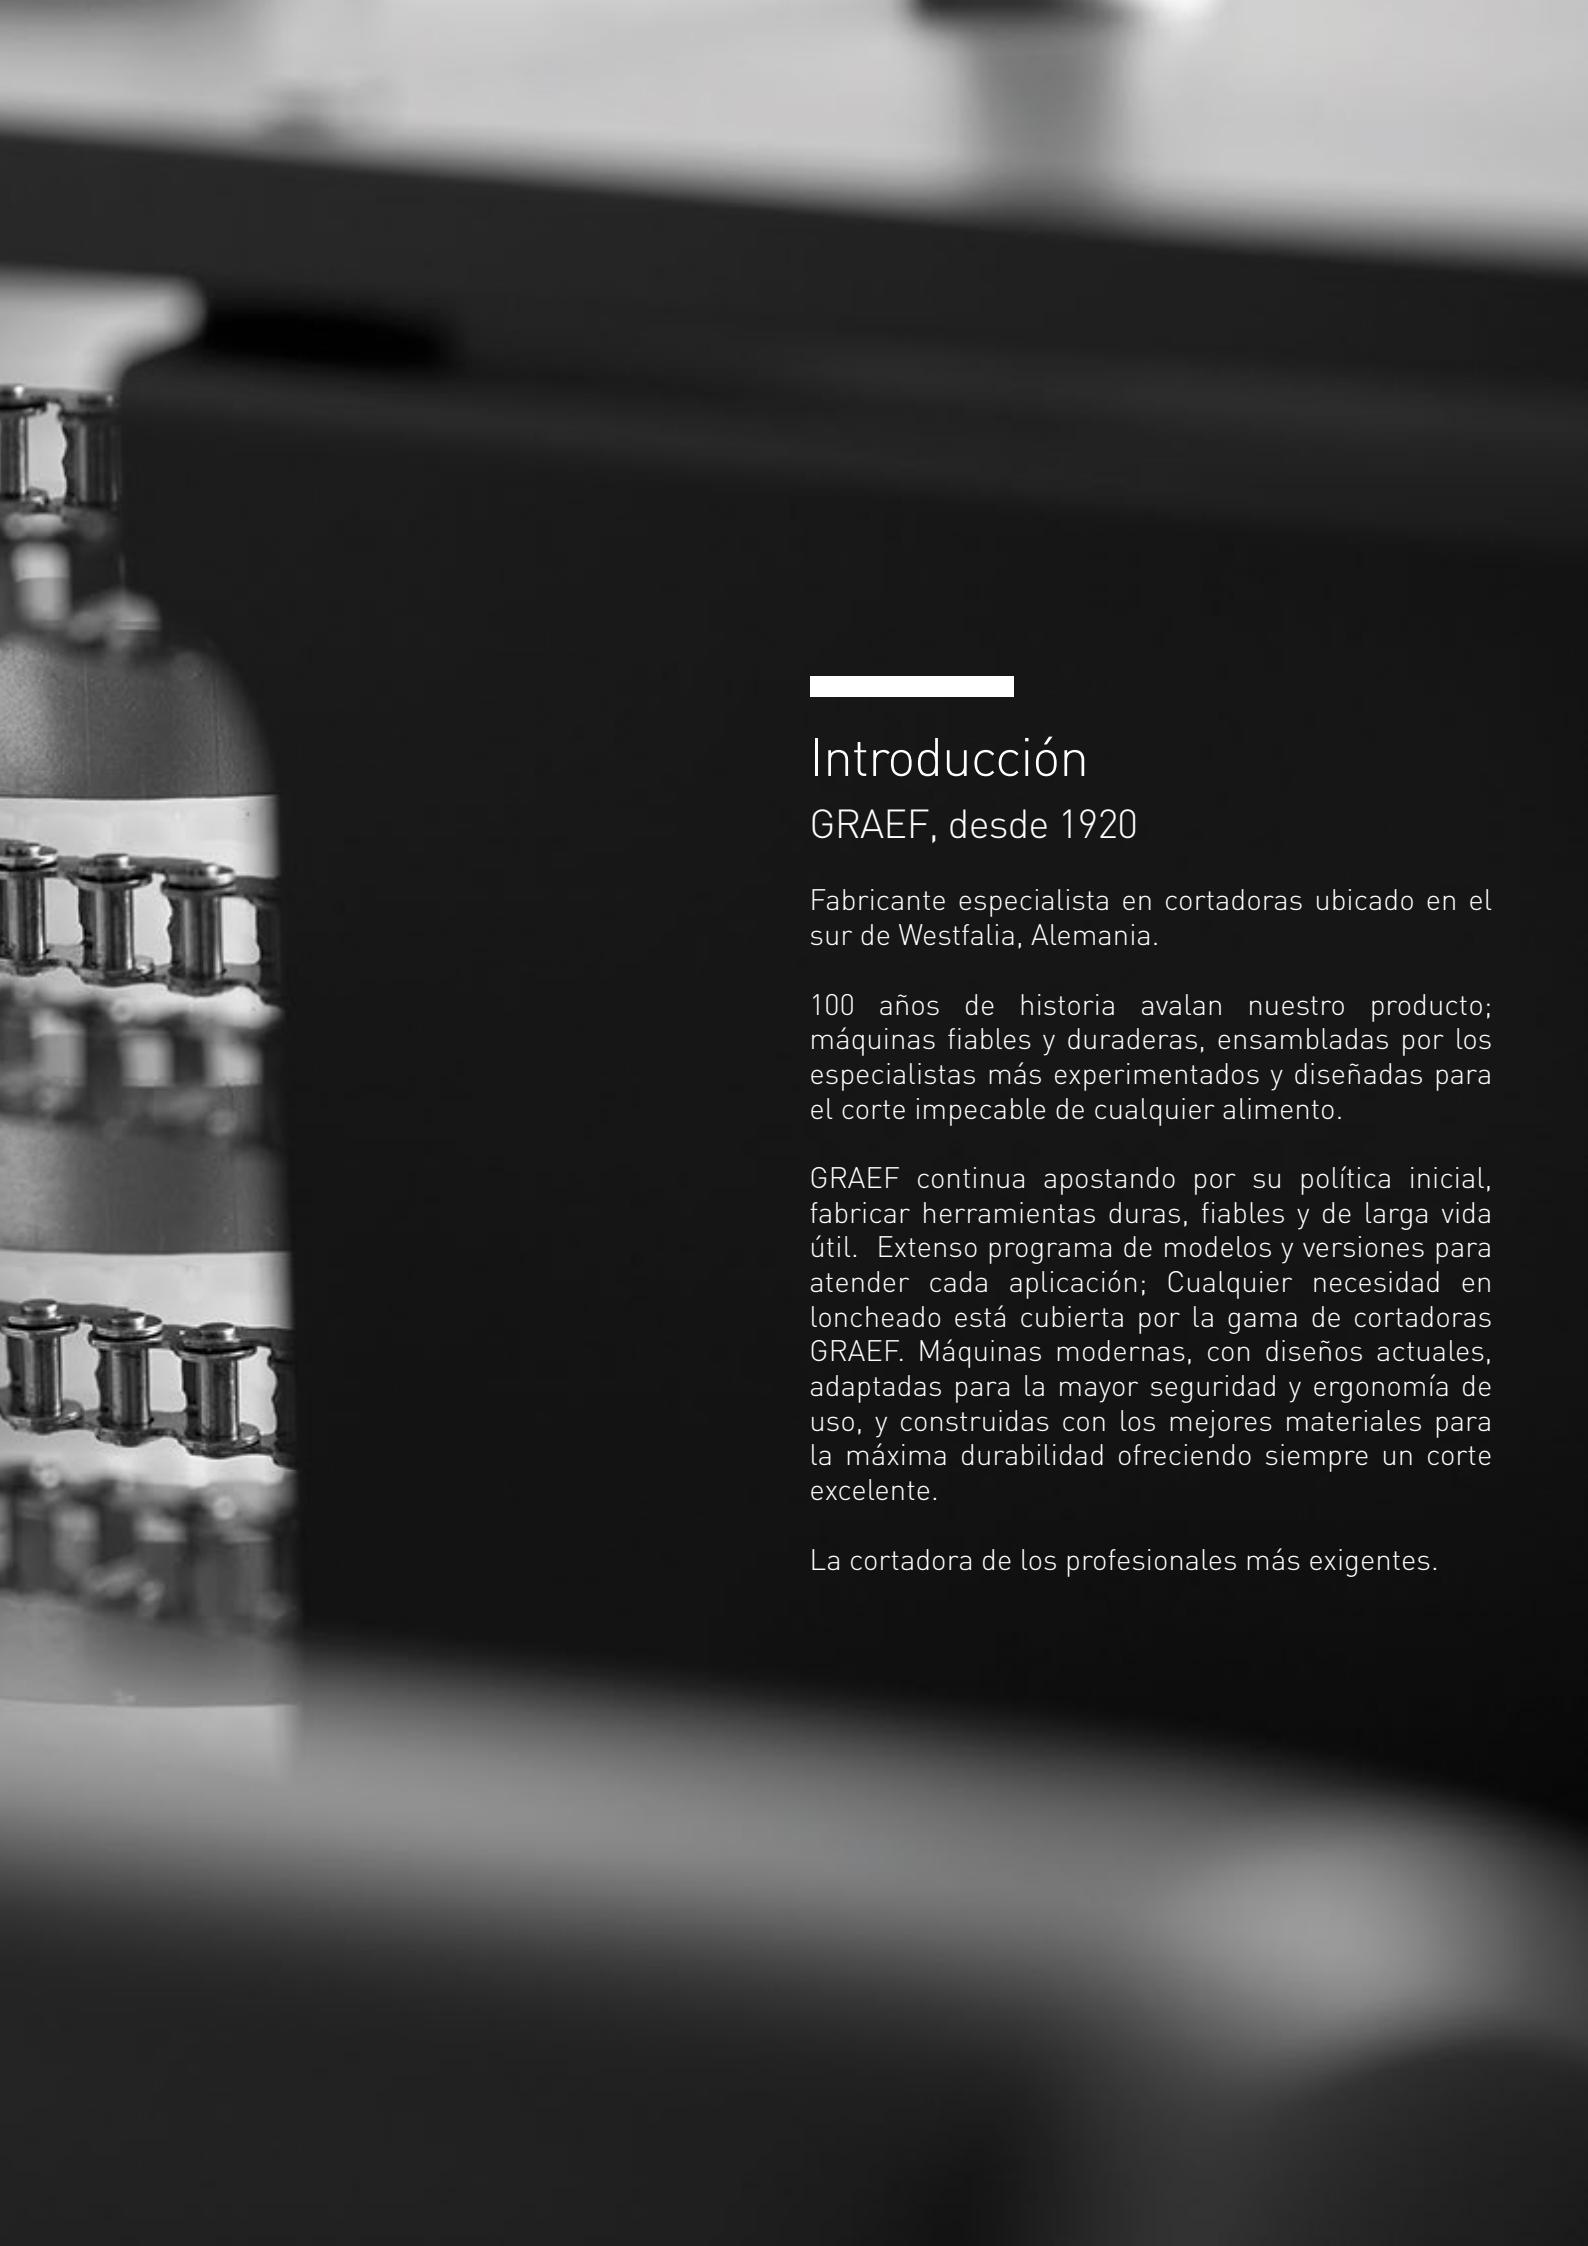 Introducción
GRAEF, desde 1920
Fabricante especialista en cortadoras ubicado en el
sur de Westfalia, Alemania.
100 años de historia avalan nuestro producto;
máquinas fiables y duraderas, ensambladas por los
especialistas más experimentados y diseñadas para
el corte impecable de cualquier alimento.
GRAEF continua apostando por su política inicial,
fabricar herramientas duras, fiables y de larga vida
útil.  Extenso programa de modelos y versiones para
atender cada aplicación; Cualquier necesidad en
loncheado está cubierta por la gama de cortadoras
GRAEF. Máquinas modernas, con diseños actuales,
adaptadas para la mayor seguridad y ergonomía de
uso, y construidas con los mejores materiales para
la máxima durabilidad ofreciendo siempre un corte
excelente.
La cortadora de los profesionales más exigentes.